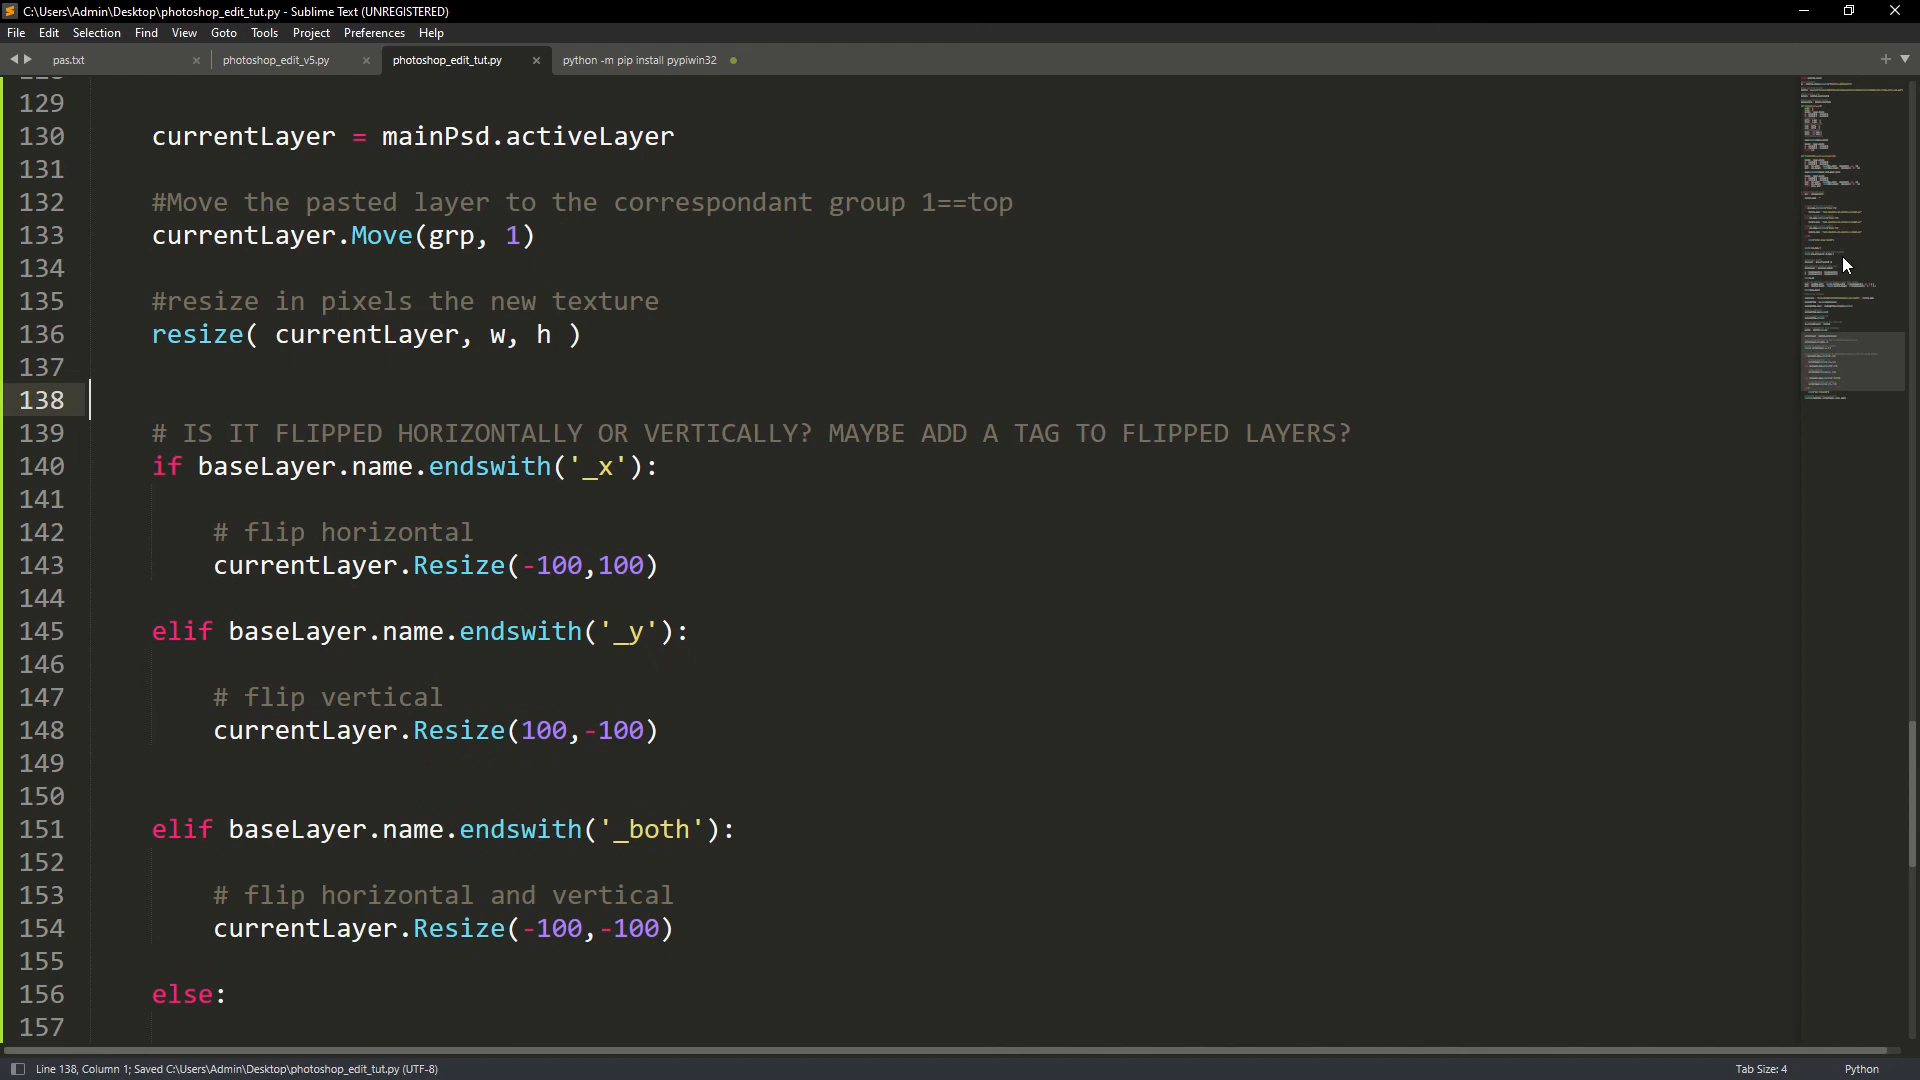 C:\Users\Admin\Desktop\photoshop_edit_tut.py - Sublime Text (UNREGISTERED)
File Edit Selection Find View Goto Tools Project Preferences Help
pas.txt photoshop_edit_v5.py photoshop_edit_tut.py python -m pip install pypiwin32
129
130 currentLayer = mainPsd.activeLayer
131
132 #Move the pasted layer to the correspondant group 1==top
133 currentLayer.Move(grp, 1)
134
135 #resize in pixels the new texture
136 resize( currentLayer, w, h )
137
138
139 # IS IT FLIPPED HORIZONTALLY OR VERTICALLY? MAYBE ADD A TAG TO FLIPPED LAYERS?
140 if baseLayer.name.endswith('_x'):
141
142 # flip horizontal
143 currentLayer.Resize(-100,100)
144
145 elif baseLayer.name.endswith('_y'):
146
147 # flip vertical
148 currentLayer.Resize(100,-100)
149
150
151 elif baseLayer.name.endswith('_both'):
152
153 # flip horizontal and vertical
154 currentLayer.Resize(-100,-100)
155
156 else:
157
Line 138, Column 1; Saved C:\Users\Admin\Desktop\photoshop_edit_tut.py (UTF-8) Tab Size: 4 Python